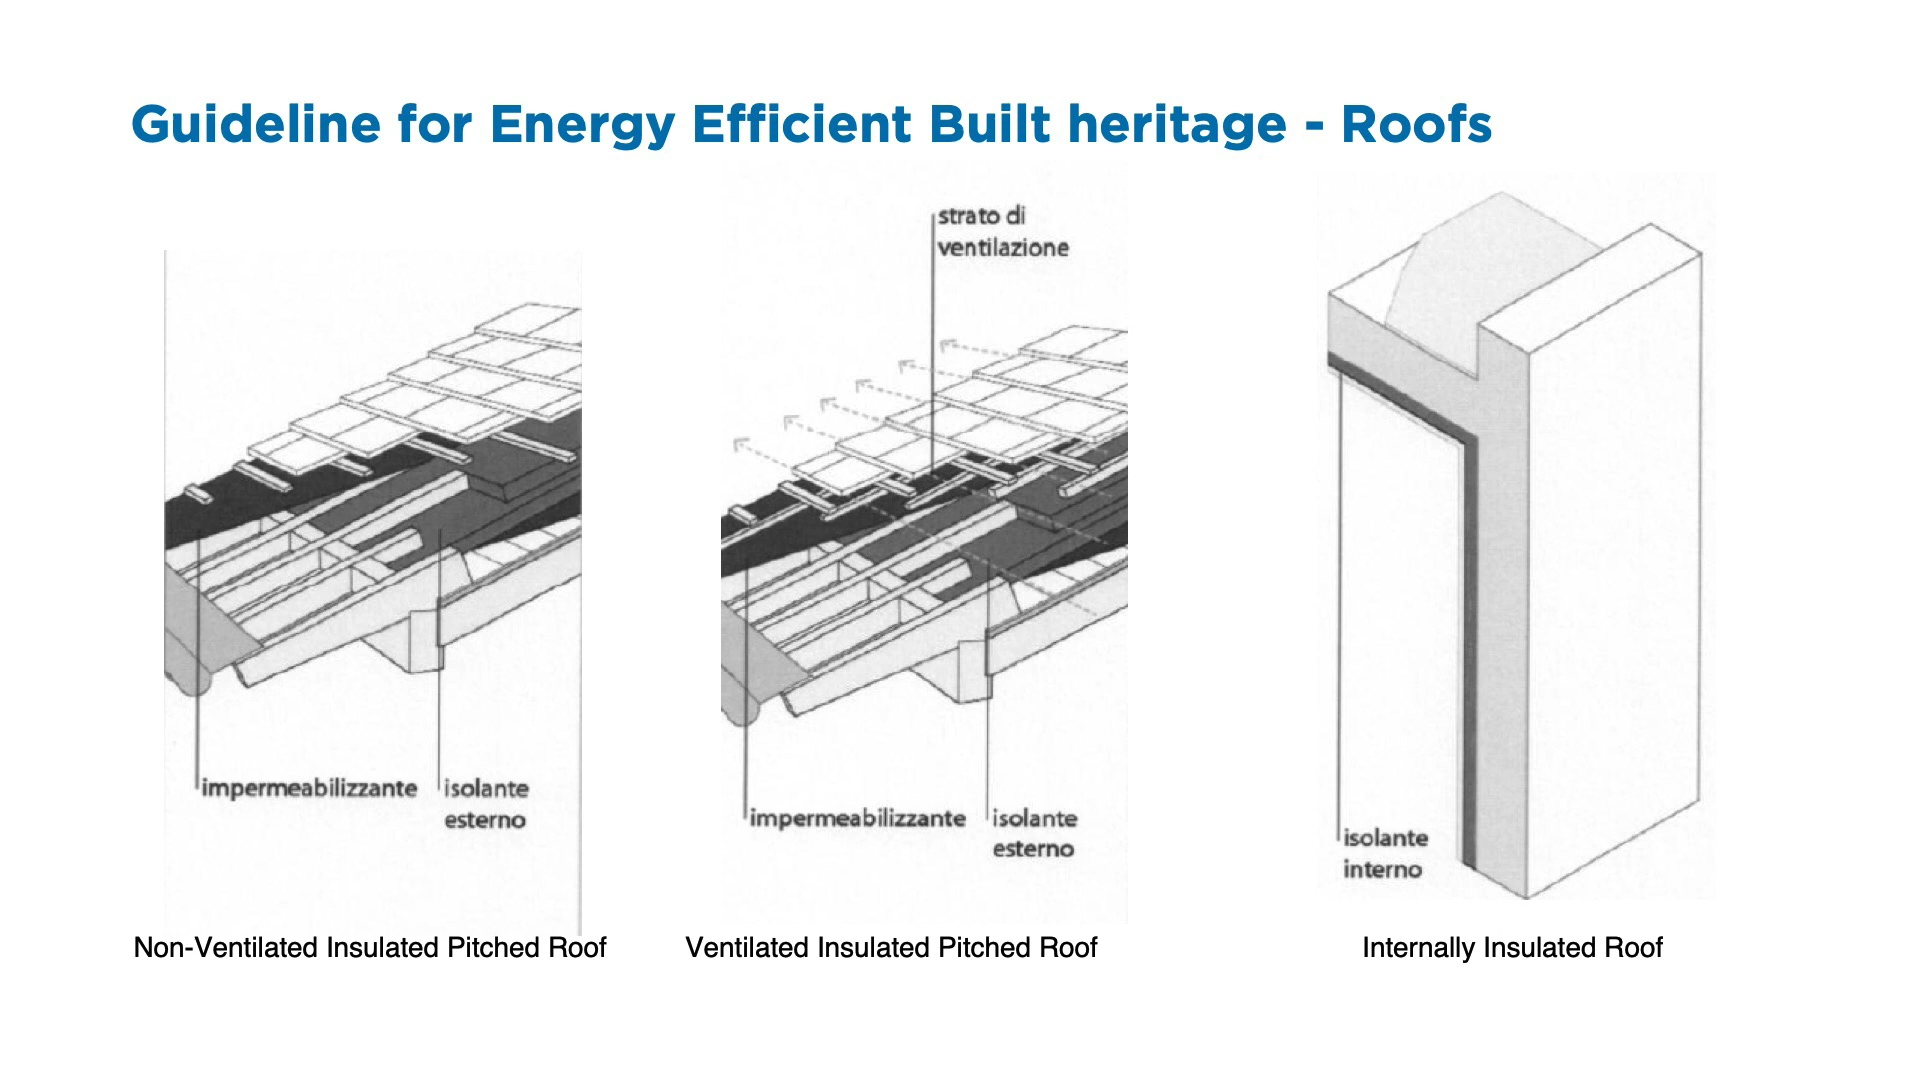 Guideline for Energy Efficient Built heritage - Roofs
strato di
ventilazione
impermeabilizzante
isolante
esterno
impermeabilizzante
isolante
esterno
isolante
interno
Non-Ventilated Insulated Pitched Roof
Ventilated Insulated Pitched Roof
Internally Insulated Roof